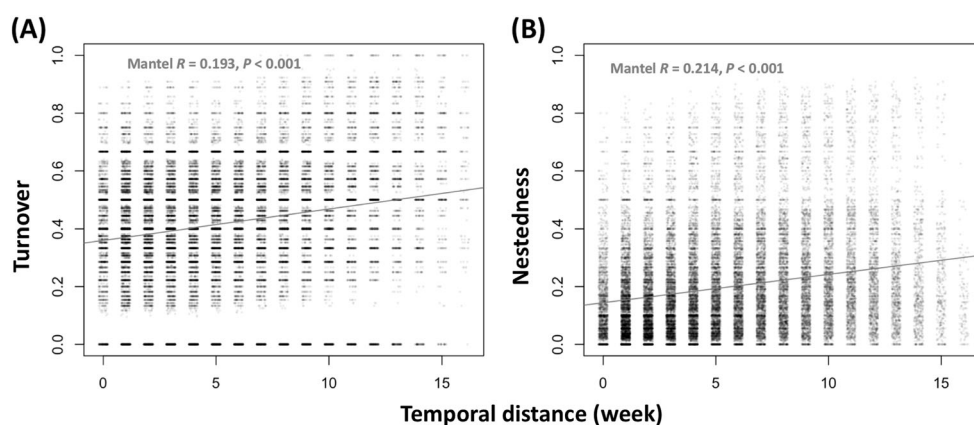 (A)
Mantel R = 0.193, P < 0.001
Turnover
0.0 0.2 0.4 0.6 0.8 1.0
0 5 10 15
(B)
Mantel R = 0.214, P < 0.001
Nestedness
0.0 0.2 0.4 0.6 0.8 1.0
0 5 10 15
Temporal distance (week)